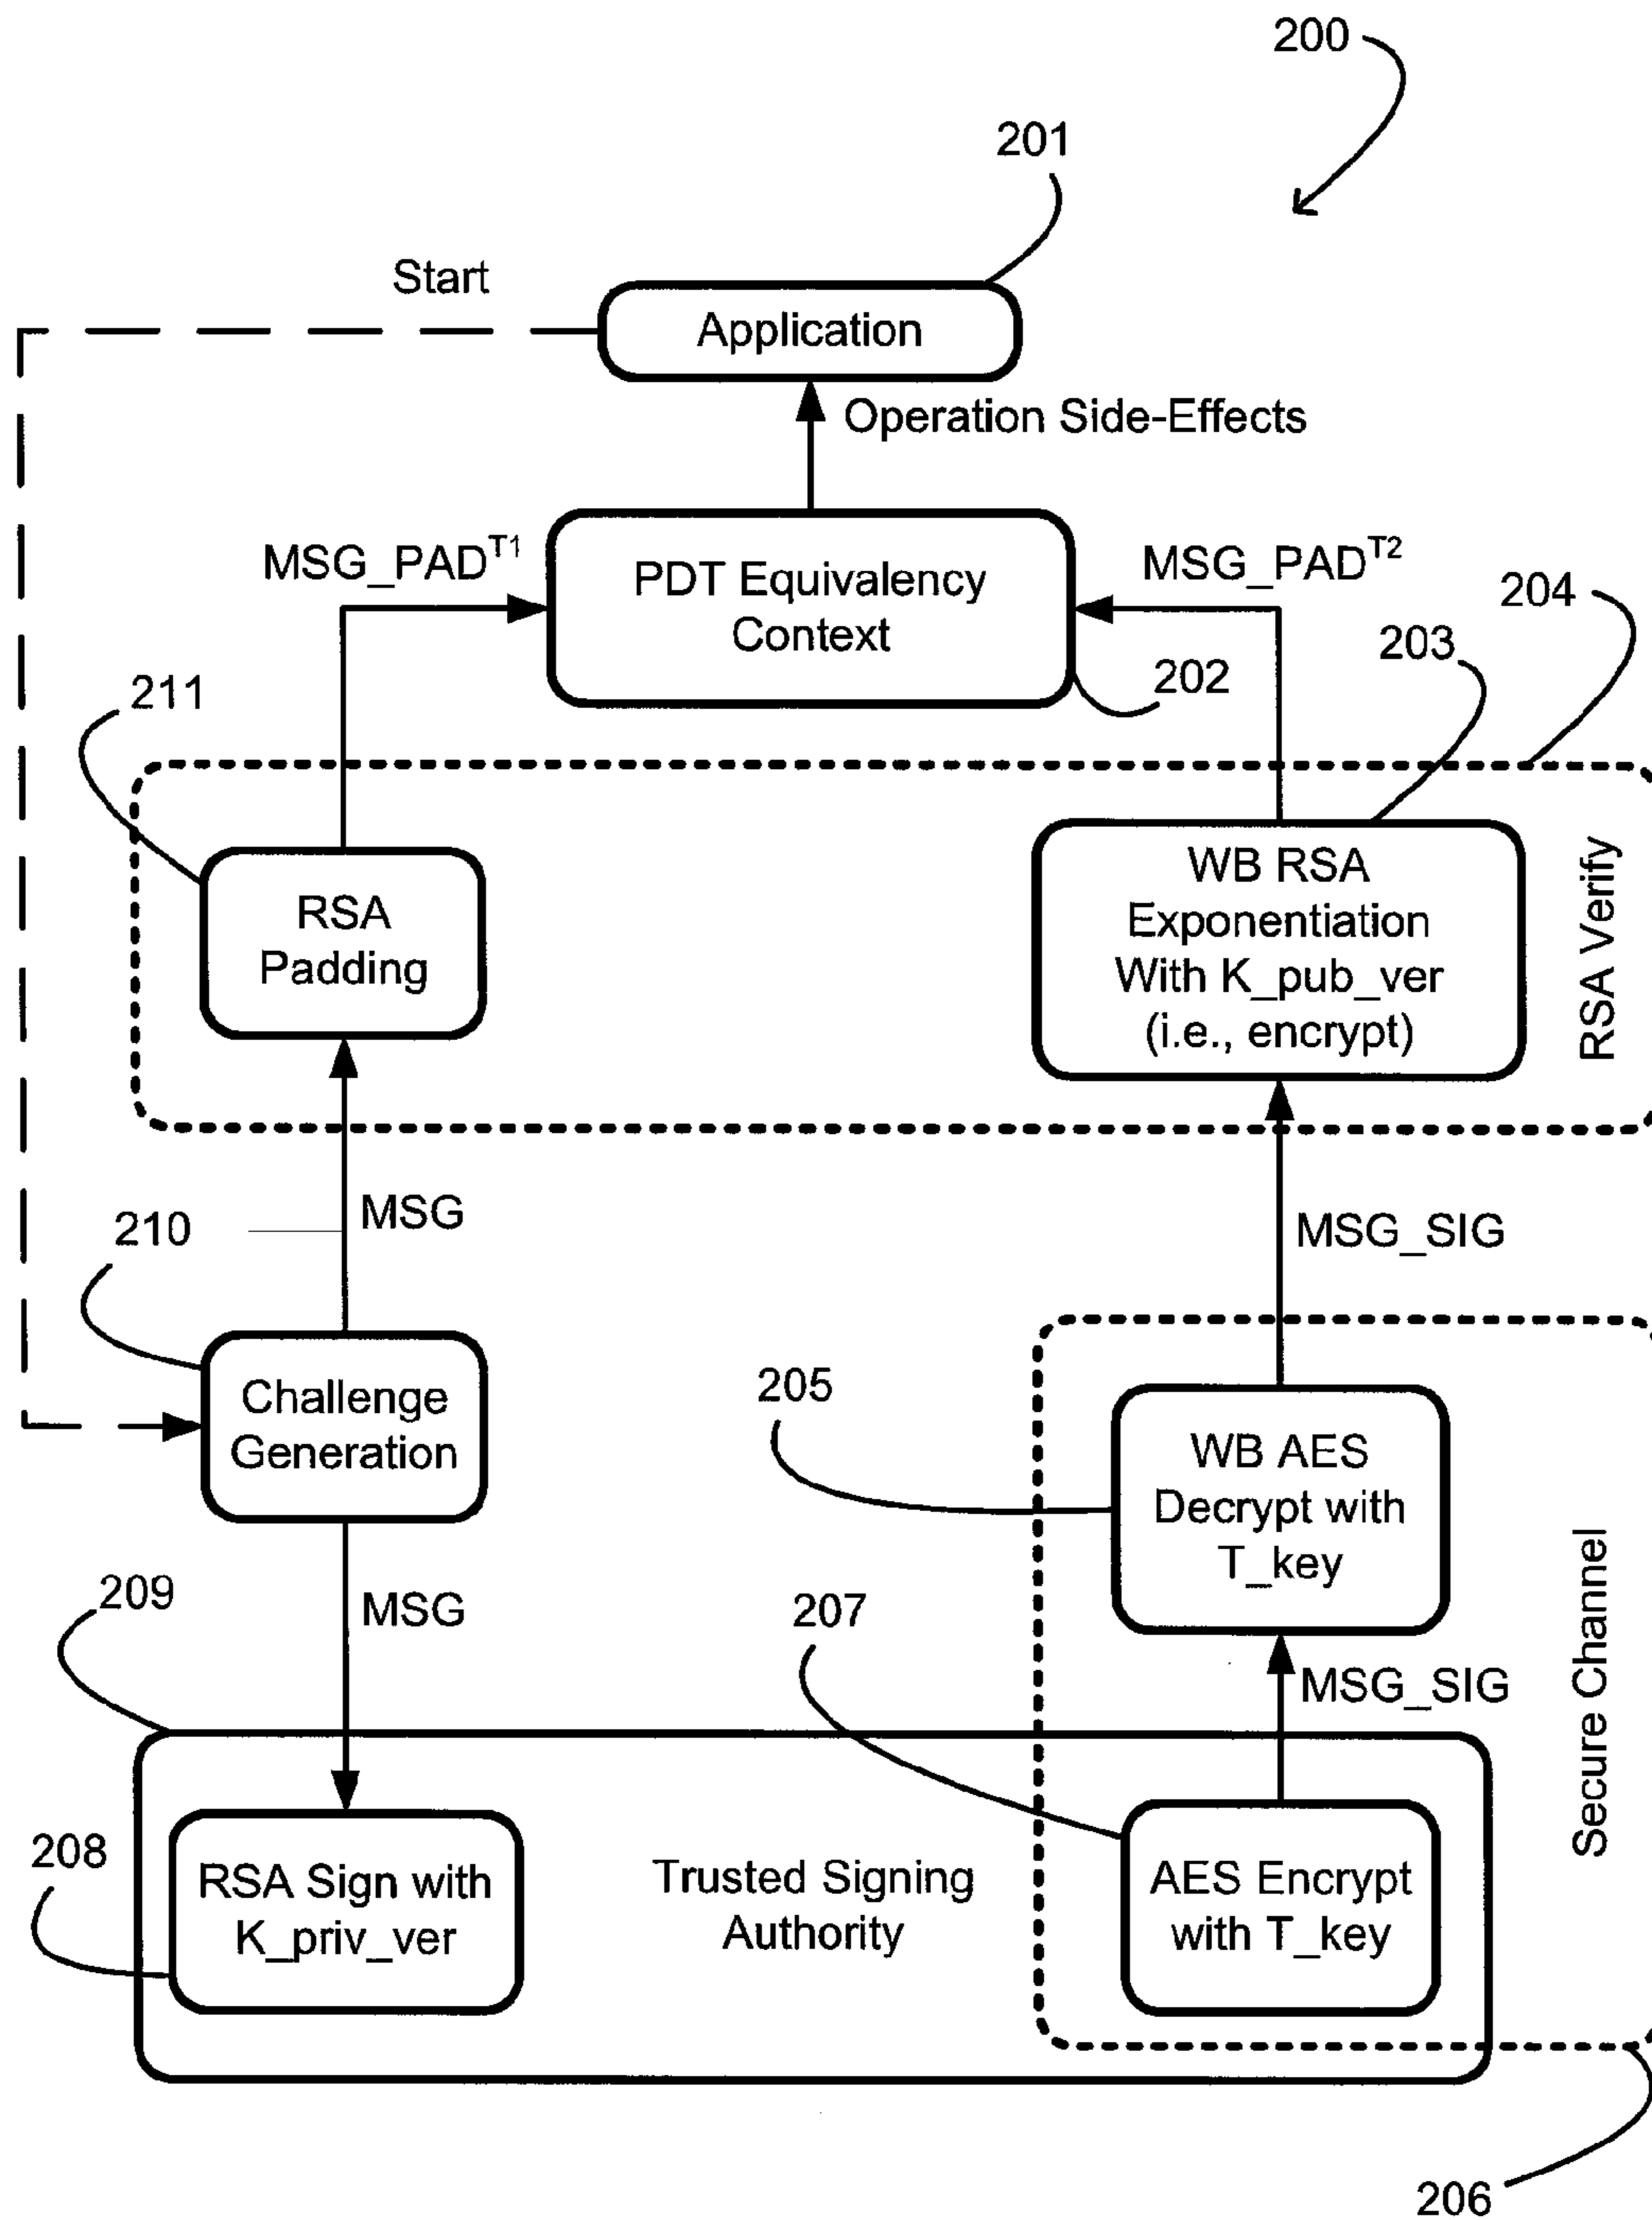 200
201
Start
Application
Operation Side-Effects
MSG_PAD^T1
MSG_PAD^T2
PDT Equivalency
Context
204
203
202
211
RSA
Padding
WB RSA
Exponentiation
With K_pub_ver
(i.e., encrypt)
RSA Verify
MSG
210
MSG_SIG
Challenge
Generation
205
WB AES
Decrypt with
T_key
209
MSG
207
MSG_SIG
Secure Channel
208
RSA Sign with
K_priv_ver
Trusted Signing
Authority
AES Encrypt
with T_key
206